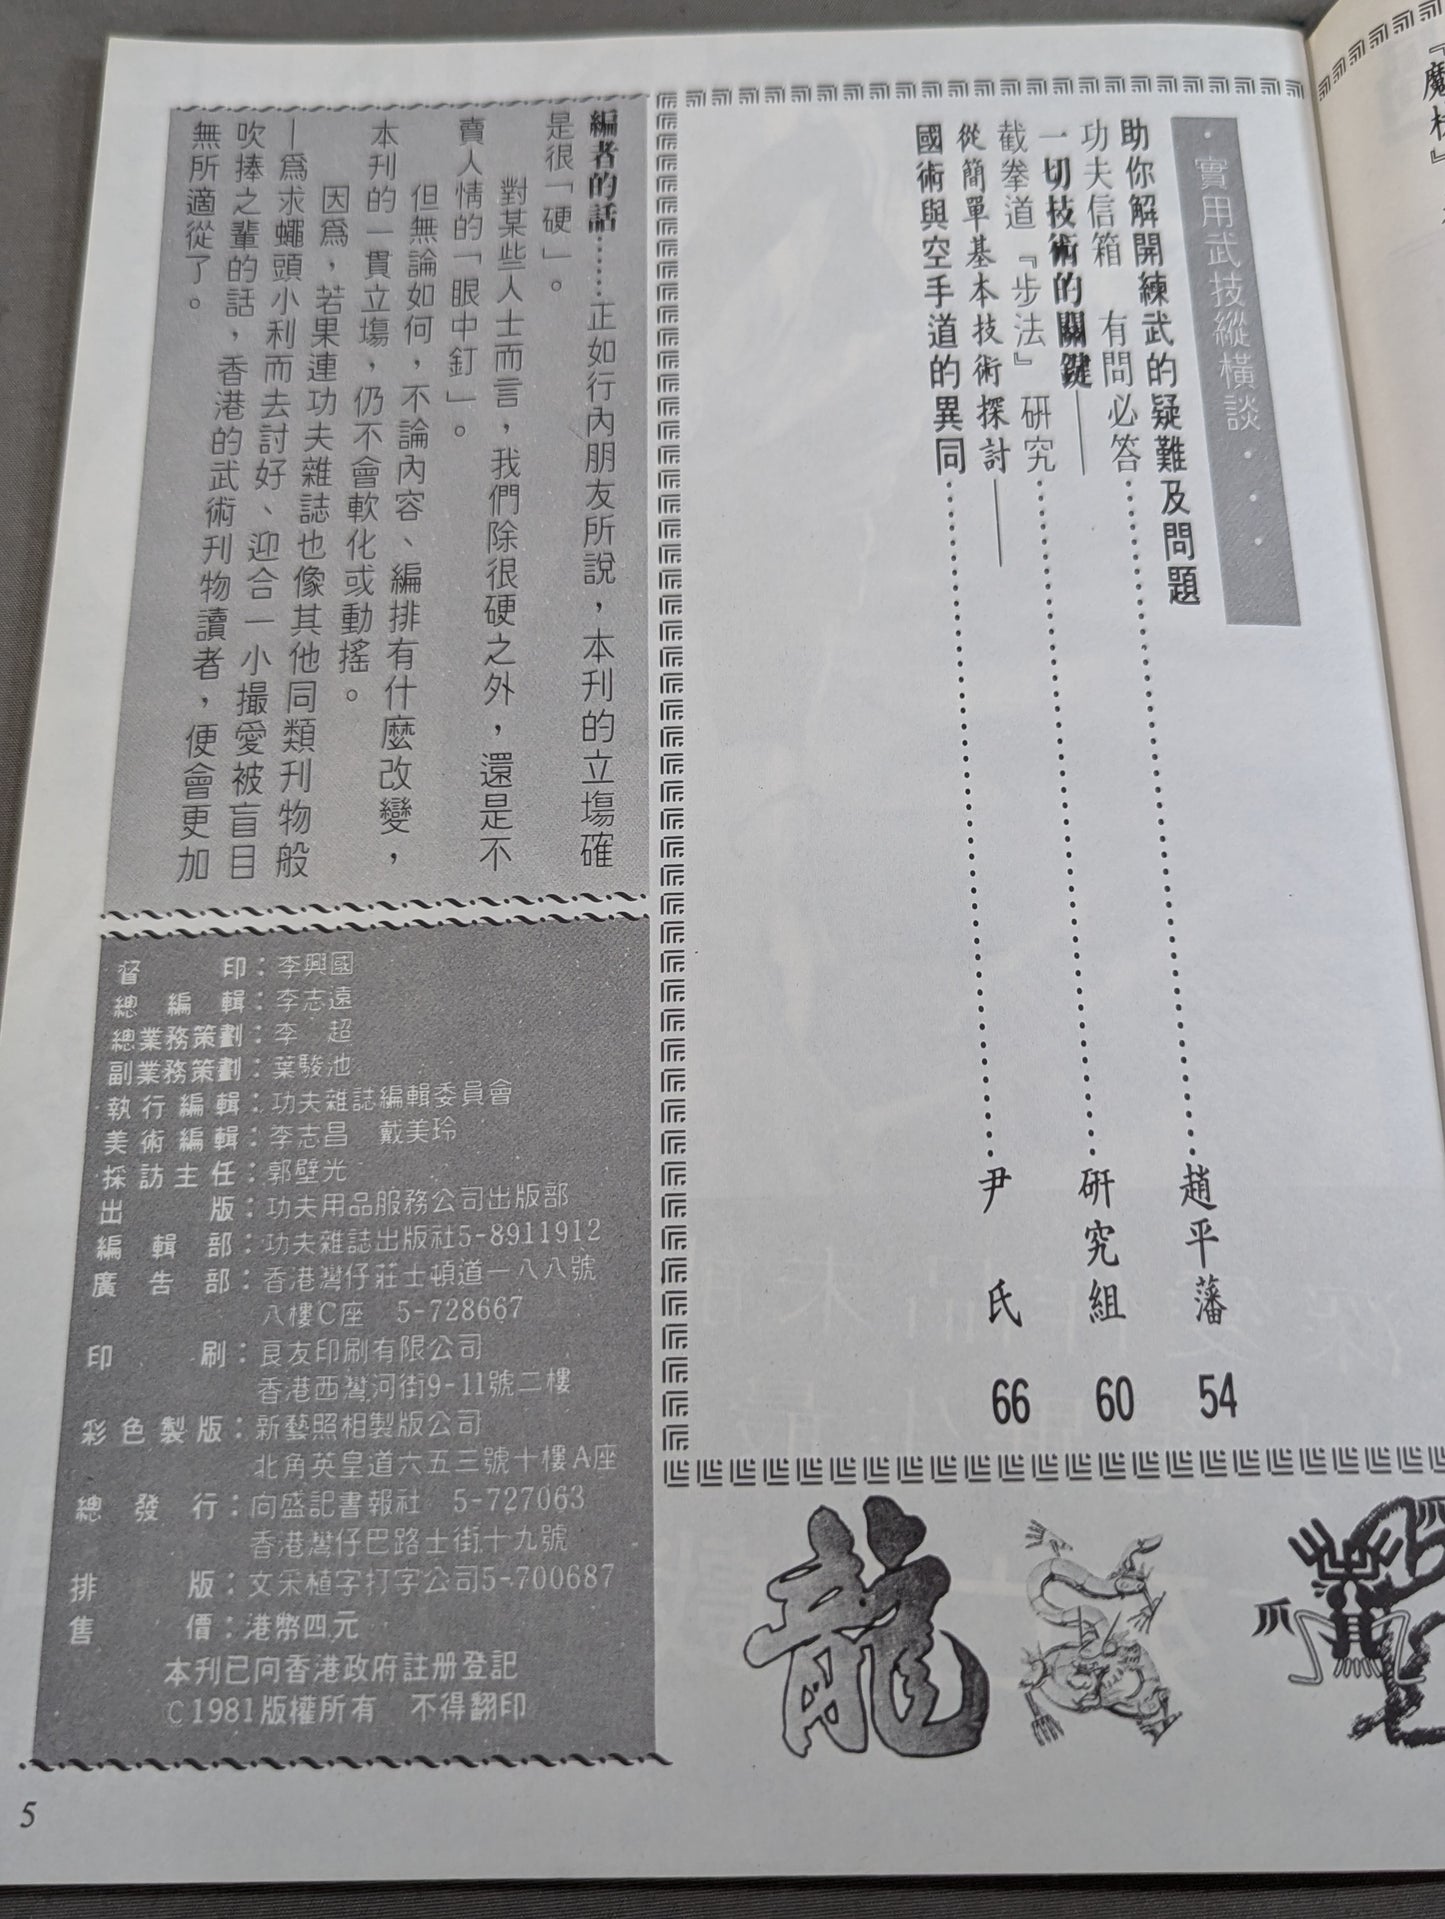 ．實用武技縱橫談．．．
助你解開練武的疑難及問題
功夫信箱　有問必答……趙平藩　54
一切技術的關鍵——
截拳道『步法』研究……研究組　60
從簡單基本技術探討——
國術與空手道的異同……尹　氏　66
編者的話……正如行內朋友所說，本刊的立場確
是很「硬」。
對某些人士而言，我們除很硬之外，還是不
賣人情的「眼中釘」。
但無論如何，不論內容、編排有什麼改變，
本刊的一貫立場，仍不會軟化或動搖。
因爲，若果連功夫雜誌也像其他同類刊物般
—爲求蠅頭小利而去討好、迎合一小撮愛被盲目
吹捧之輩的話，香港的武術刊物讀者，便會更加
無所適從了。
督　　印：李興國
總 編 輯：李志遠
總業務策劃：李　超
副業務策劃：葉駿池
執行編輯：功夫雜誌編輯委員會
美術編輯：李志昌　戴美玲
採訪主任：郭壁光
出　　版：功夫用品服務公司出版部
編 輯 部：功夫雜誌出版社5-8911912
廣 告 部：香港灣仔莊士頓道一八八號
八樓C座　5-728667
印　　刷：良友印刷有限公司
香港西灣河街9-11號二樓
彩色製版：新藝照相製版公司
北角英皇道六五三號十樓A座
總 發 行：向盛記書報社　5-727063
香港灣仔巴路士街十九號
排　　版：文采植字打字公司5-700687
售　　價：港幣四元
本刊已向香港政府註册登記
©1981版權所有　不得翻印
龍
爪
5